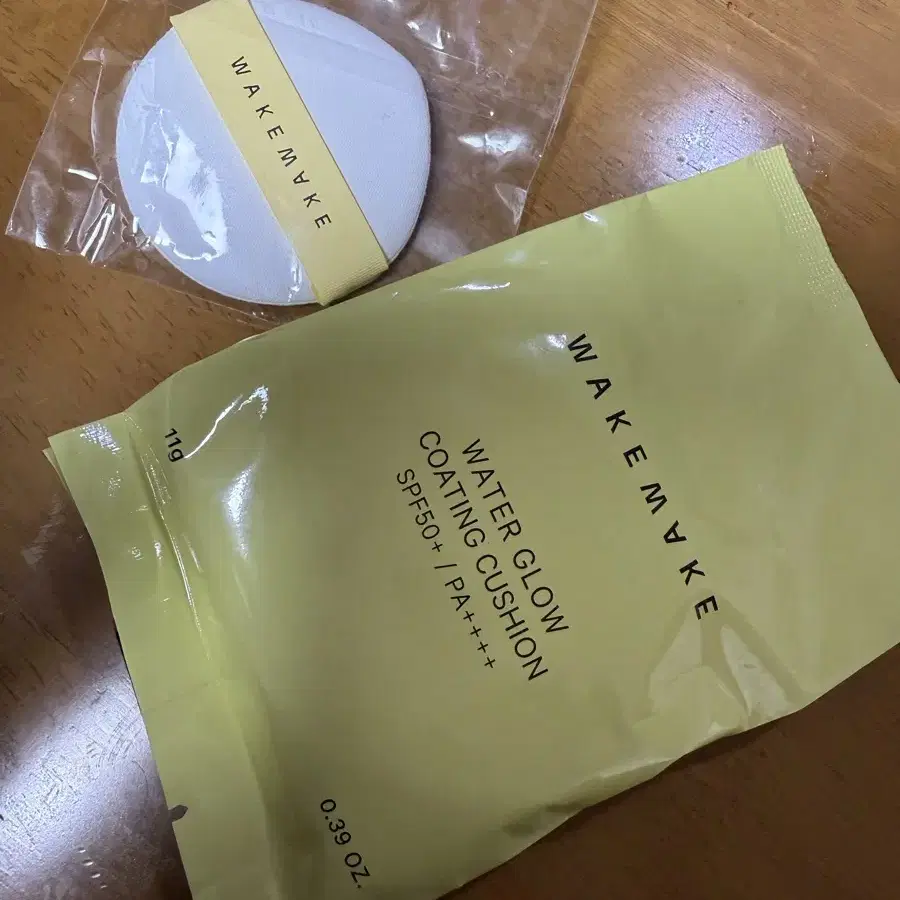 WAKEMAKE
WAKEMAKE
WATER GLOW
COATING CUSHION
SPF50+ / PA++++
11g
0.39 OZ.